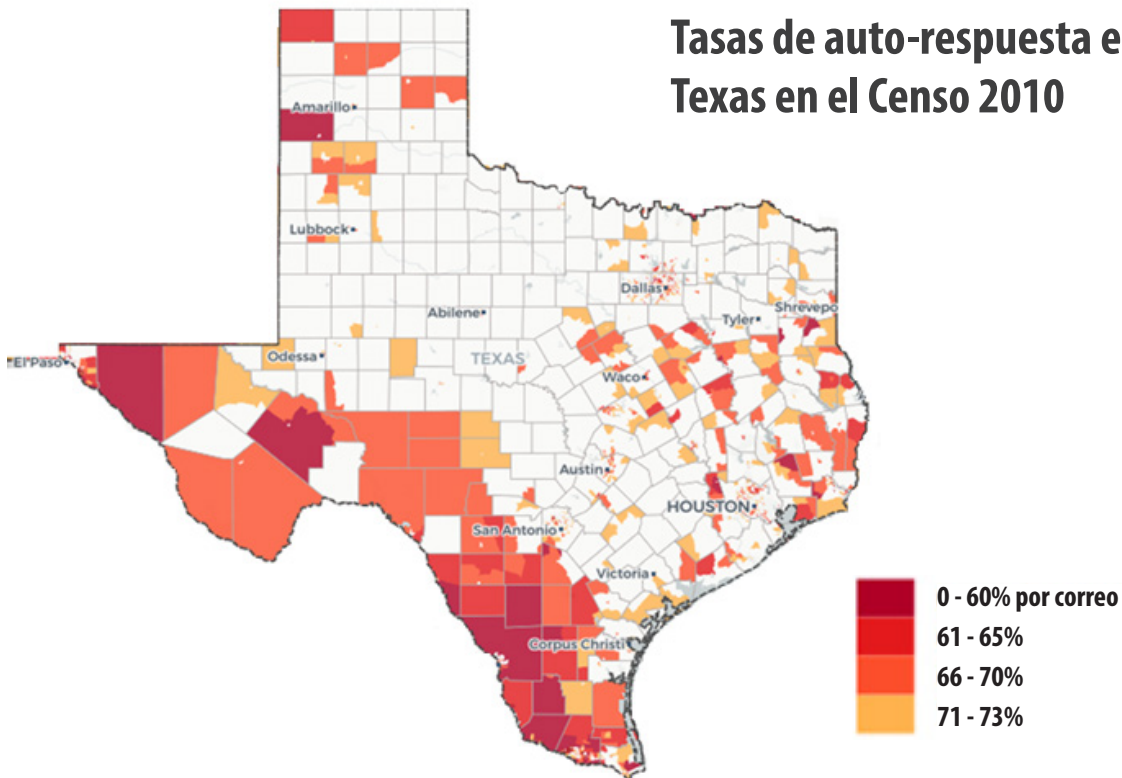 Tasas de auto-respuesta e
Texas en el Censo 2010
Amarillo
Lubbock
Dallas
Shrevepo
Abilene
Tyler
El Paso
Odessa
TEXAS
Waco
Austin
HOUSTON
San Antonio
Victoria
Corpus Christi
0 - 60% por correo
61 - 65%
66 - 70%
71 - 73%